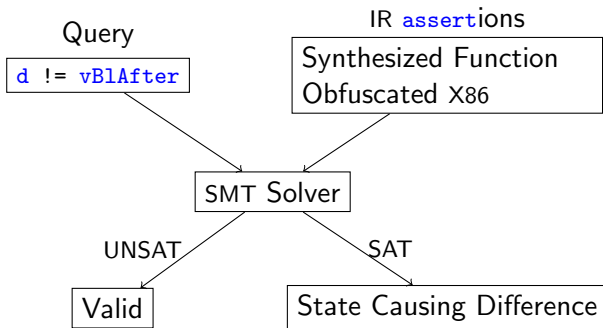 Query
d != vBlAfter
IR assertions
Synthesized Function
Obfuscated X86
SMT Solver
UNSAT
SAT
Valid
State Causing Difference